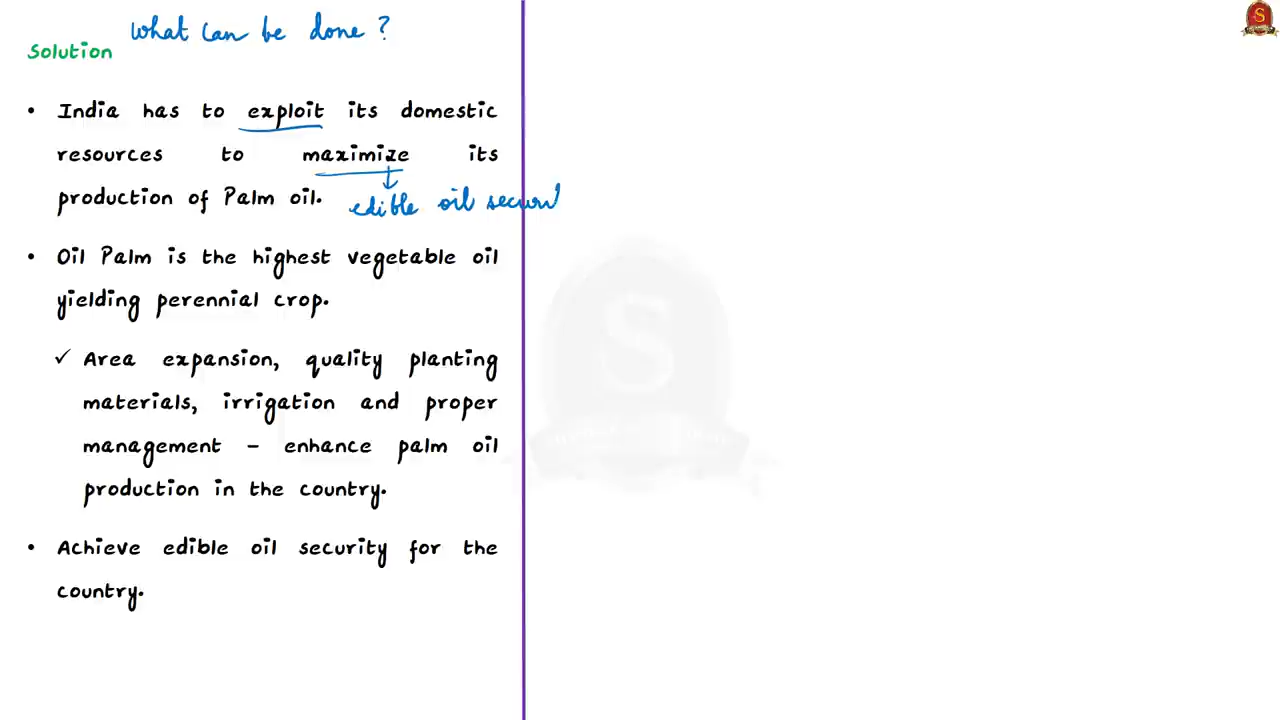 What can be done ?
Solution
• India has to exploit its domestic
resources to maximize its
production of Palm oil.
edible oil securi
• Oil Palm is the highest vegetable oil
yielding perennial crop.
✓ Area expansion, quality planting
materials, irrigation and proper
management – enhance palm oil
production in the country.
• Achieve edible oil security for the
country.
S